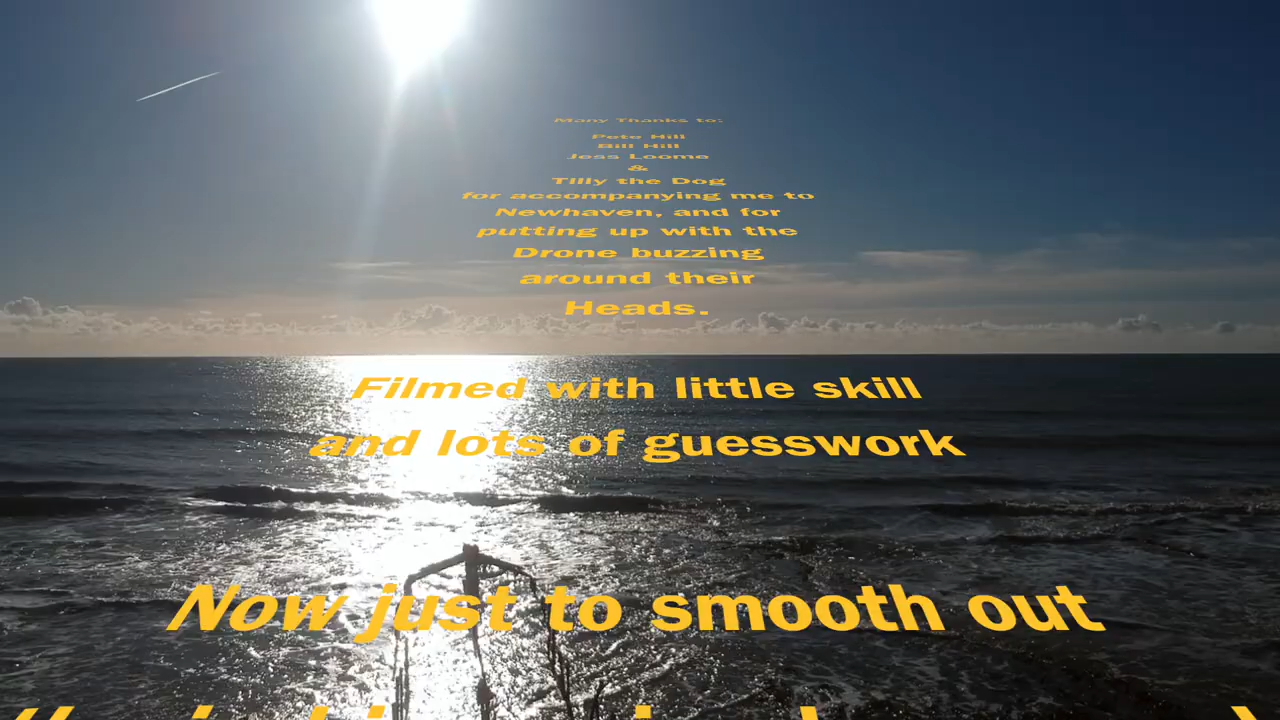 Many Thanks to:
Pete Hill
Bill Hill
Jess Loome
&
Tilly the Dog
for accompanying me to
Newhaven, and for
putting up with the
Drone buzzing
around their
Heads.
Filmed with little skill
and lots of guesswork
Now just to smooth out